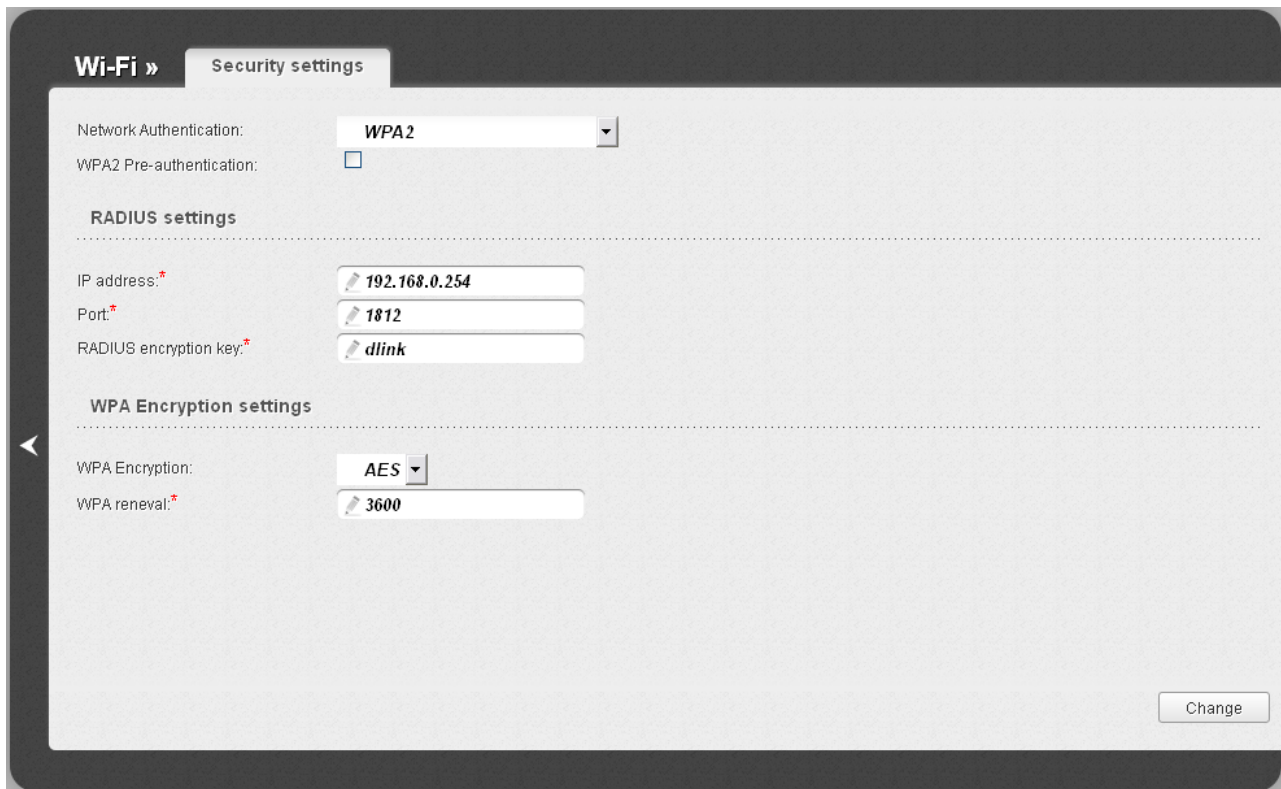 Wi-Fi » Security settings
Network Authentication: WPA2
WPA2 Pre-authentication:
RADIUS settings
IP address:* 192.168.0.254
Port:* 1812
RADIUS encryption key:* dlink
WPA Encryption settings
WPA Encryption: AES
WPA reneval:* 3600
Change